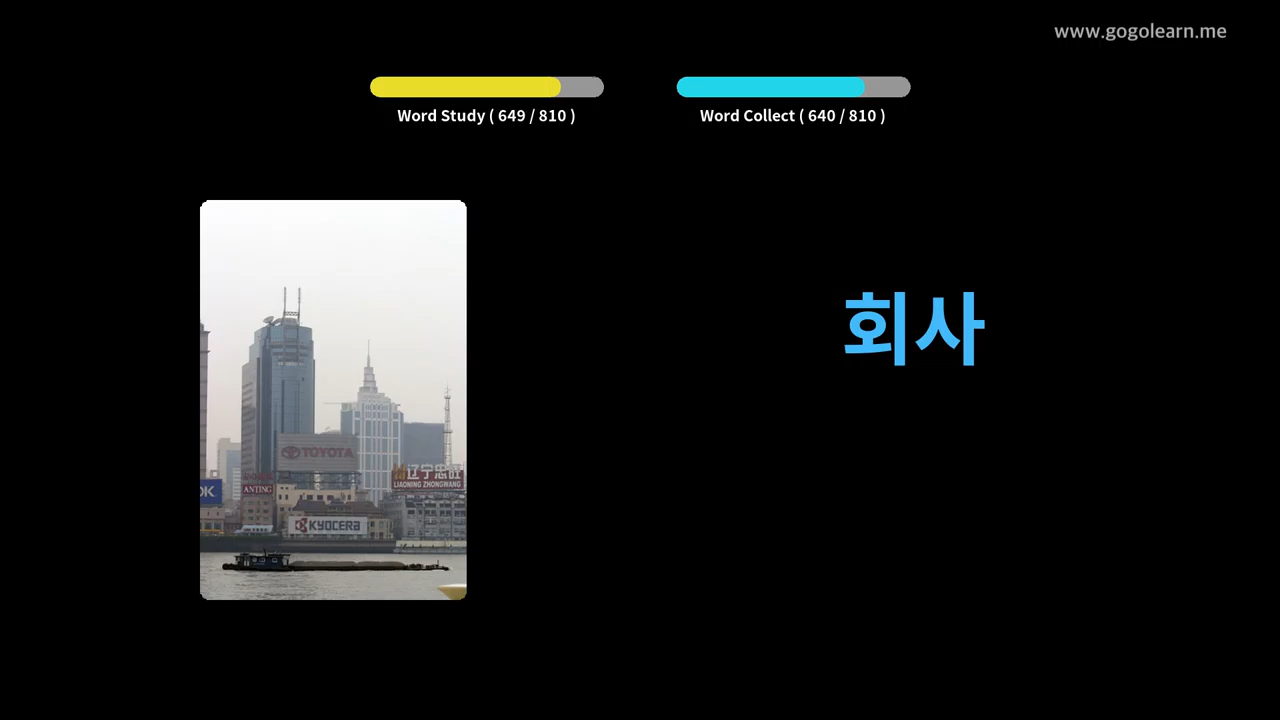 www.gogolearn.me
Word Study ( 649 / 810 )
Word Collect ( 640 / 810 )
회사
TOYOTA
辽宁忠旺
LIAONING ZHONGWANG
OK
ANTING
KYOCERA